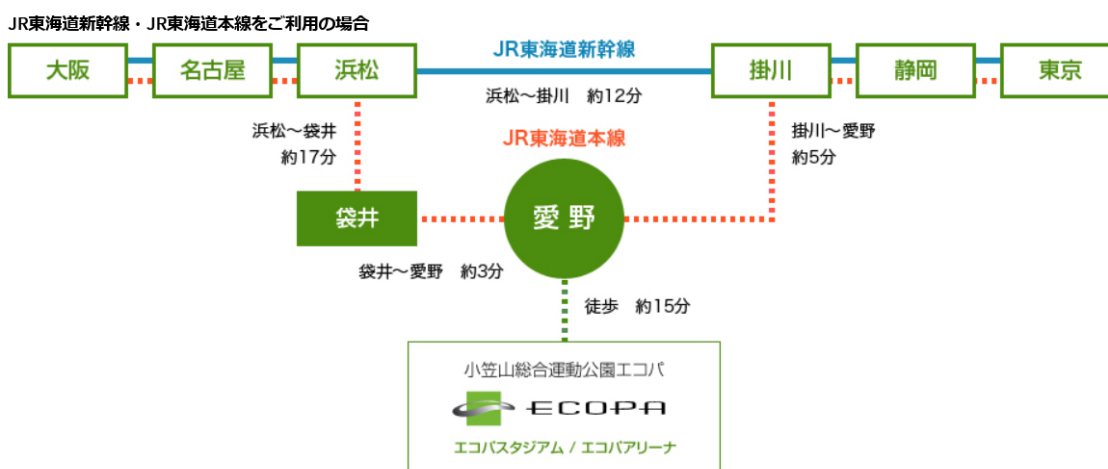 JR東海道新幹線・JR東海道本線をご利用の場合
大阪
名古屋
浜松
JR東海道新幹線
掛川
静岡
東京
浜松～掛川　約12分
浜松～袋井
約17分
JR東海道本線
掛川～愛野
約5分
袋井
愛野
袋井～愛野　約3分
徒歩　約15分
小笠山総合運動公園エコパ
ECOPA
エコパスタジアム / エコパアリーナ